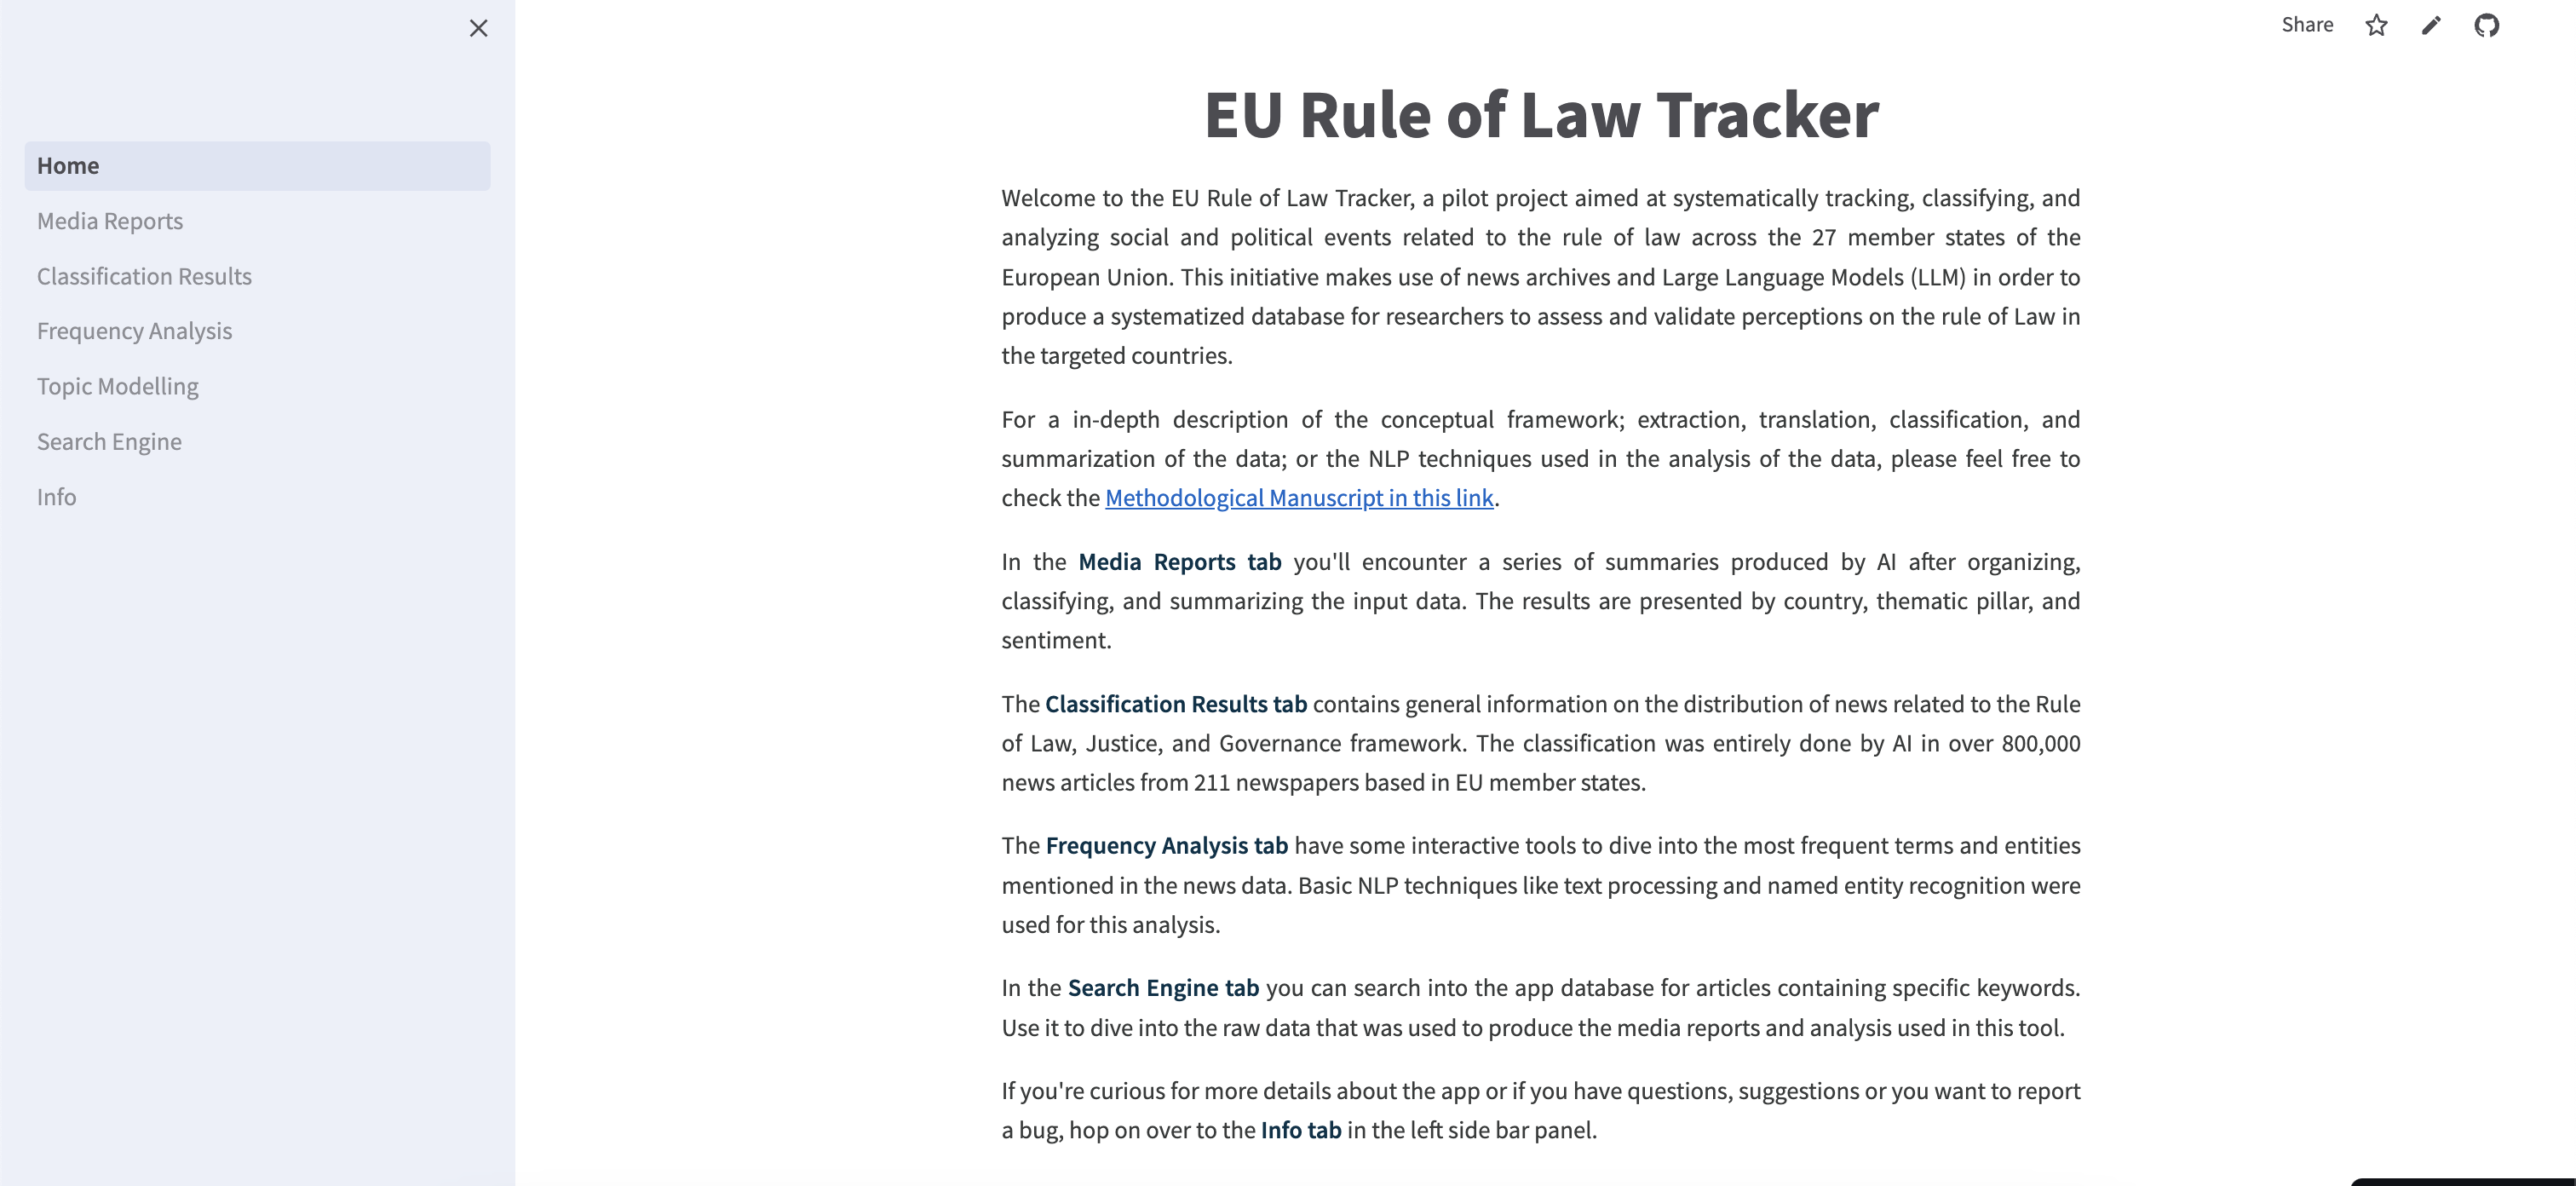 Share
Home
Media Reports
Classification Results
Frequency Analysis
Topic Modelling
Search Engine
Info
EU Rule of Law Tracker
Welcome to the EU Rule of Law Tracker, a pilot project aimed at systematically tracking, classifying, and
analyzing social and political events related to the rule of law across the 27 member states of the
European Union. This initiative makes use of news archives and Large Language Models (LLM) in order to
produce a systematized database for researchers to assess and validate perceptions on the rule of Law in
the targeted countries.
For a in-depth description of the conceptual framework; extraction, translation, classification, and
summarization of the data; or the NLP techniques used in the analysis of the data, please feel free to
check the Methodological Manuscript in this link.
In the Media Reports tab you'll encounter a series of summaries produced by AI after organizing,
classifying, and summarizing the input data. The results are presented by country, thematic pillar, and
sentiment.
The Classification Results tab contains general information on the distribution of news related to the Rule
of Law, Justice, and Governance framework. The classification was entirely done by AI in over 800,000
news articles from 211 newspapers based in EU member states.
The Frequency Analysis tab have some interactive tools to dive into the most frequent terms and entities
mentioned in the news data. Basic NLP techniques like text processing and named entity recognition were
used for this analysis.
In the Search Engine tab you can search into the app database for articles containing specific keywords.
Use it to dive into the raw data that was used to produce the media reports and analysis used in this tool.
If you're curious for more details about the app or if you have questions, suggestions or you want to report
a bug, hop on over to the Info tab in the left side bar panel.